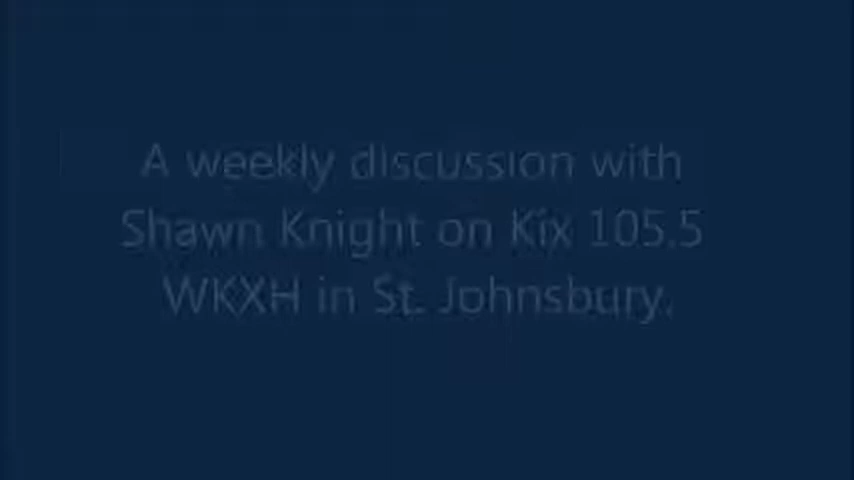 A weekly discussion with
Shawn Knight on Kix 105.5
WKXH in St. Johnsbury.